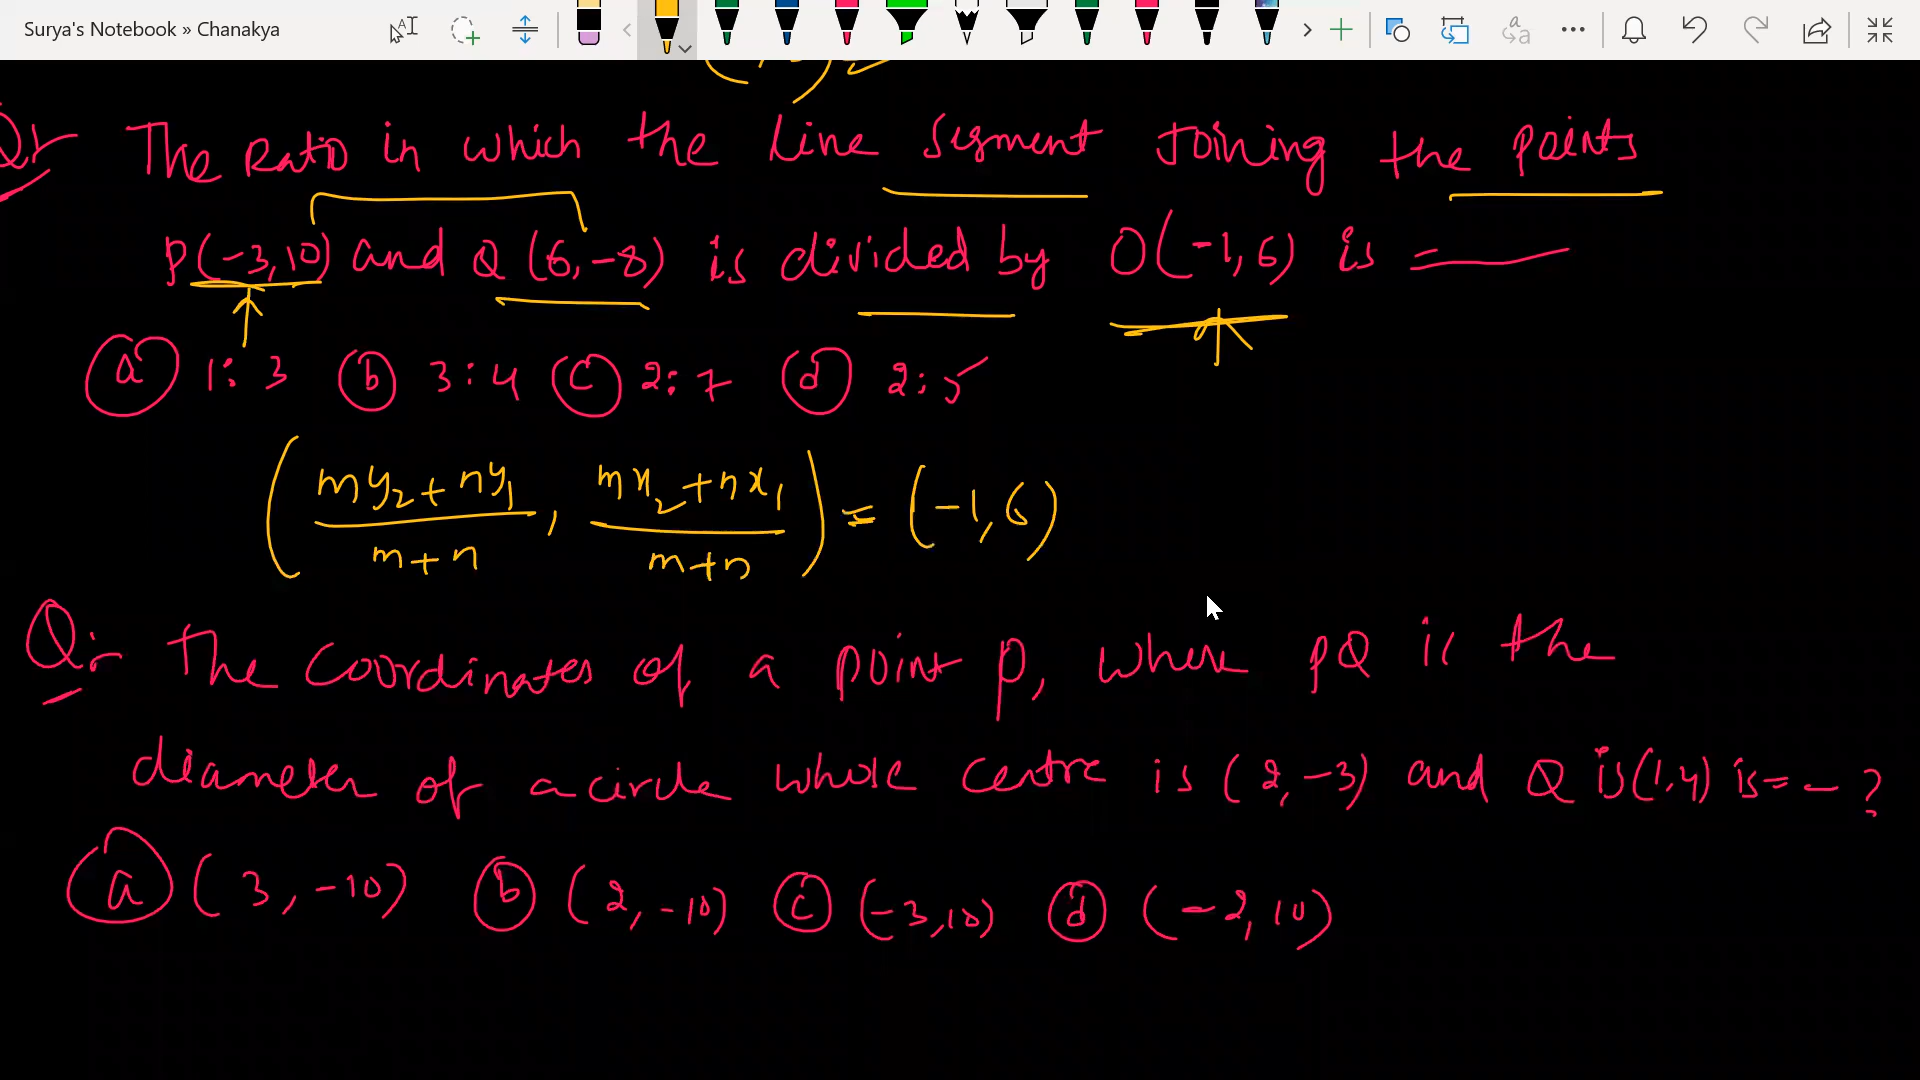 Surya's Notebook » Chanakya
Q:- The Ratio in which the Line Segment Joining the points
P(-3,10) and Q (6,-8) is divided by O(-1,6) is
a 1:3 b 3:4 c 2:7 d 2:5
(my₂+ny₁/m+n, mx₂+nx₁/m+n) = (-1,6)
Q:- The coordinates of a point P, where PQ is the
diameter of a circle whose centre is (2,-3) and Q is (1,4) is = - ?
a (3,-10) b (2,-10) c (-3,10) d (-2,10)